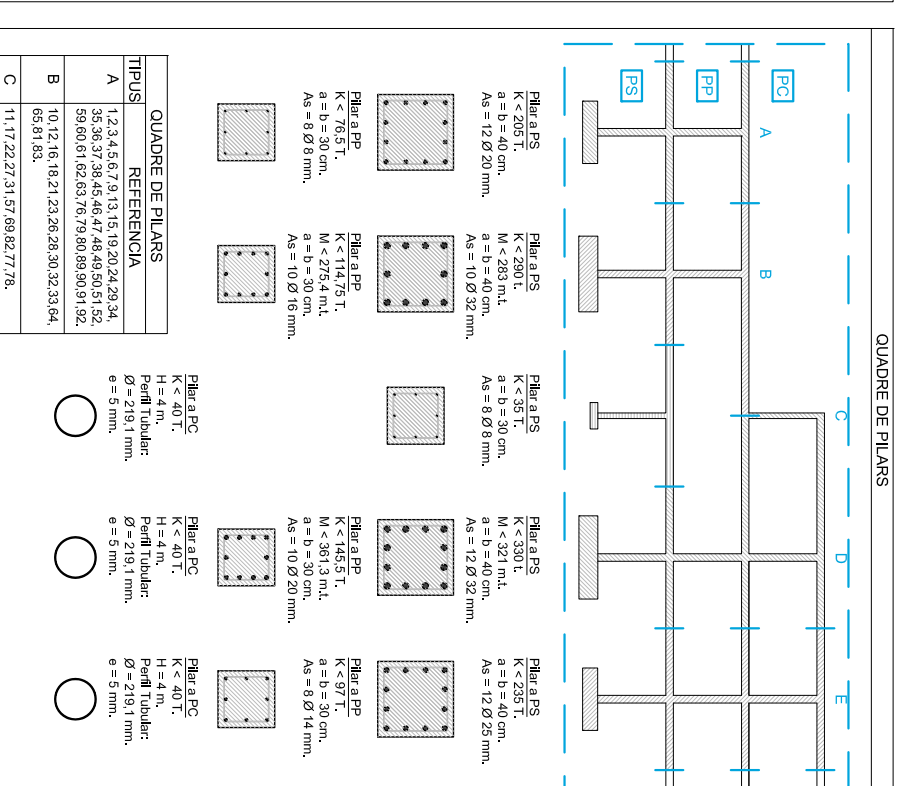 QUADRE DE PILARS
PC
PP
PS
A
B
C
D
E
Pilar a PS
K < 205 T.
a = b = 40 cm.
As = 12 Ø 20 mm.
Pilar a PS
K < 290 t.
M < 283 m.t.
a = b = 40 cm.
As = 10 Ø 32 mm.
Pilar a PS
K < 35 T.
a = b = 30 cm.
As = 8 Ø 8 mm.
Pilar a PS
K < 330 t.
M < 321 m.t.
a = b = 40 cm.
As = 12 Ø 32 mm.
Pilar a PS
K < 235 T.
a = b = 40 cm.
As = 12 Ø 25 mm.
Pilar a PP
K < 76,5 T.
a = b = 30 cm.
As = 8 Ø 8 mm.
Pilar a PP
K < 114,75 T.
M < 275,4 m.t.
a = b = 30 cm.
As = 10 Ø 16 mm.
Pilar a PP
K < 145,5 T.
M < 361,3 m.t.
a = b = 30 cm.
As = 10 Ø 20 mm.
Pilar a PP
K < 97 T.
a = b = 30 cm.
As = 8 Ø 14 mm.
Pilar a PC
K < 40 T.
H = 4 m.
Perfil Tubular:
Ø = 219,1 mm.
e = 5 mm.
Pilar a PC
K < 40 T.
H = 4 m.
Perfil Tubular:
Ø = 219,1 mm.
e = 5 mm.
Pilar a PC
K < 40 T.
H = 4 m.
Perfil Tubular:
Ø = 219,1 mm.
e = 5 mm.
QUADRE DE PILARS
TIPUS REFERENCIA
A 1,2,3,4,5,6,7,9,13,15,19,20,24,29,34,
35,36,37,38,45,46,47,48,49,50,51,52,
59,60,61,62,63,76,79,80,89,90,91,92.
B 10,12,16,18,21,23,26,28,30,32,33,64,
65,81,83.
C 11,17,22,27,31,57,69,82,77,78.